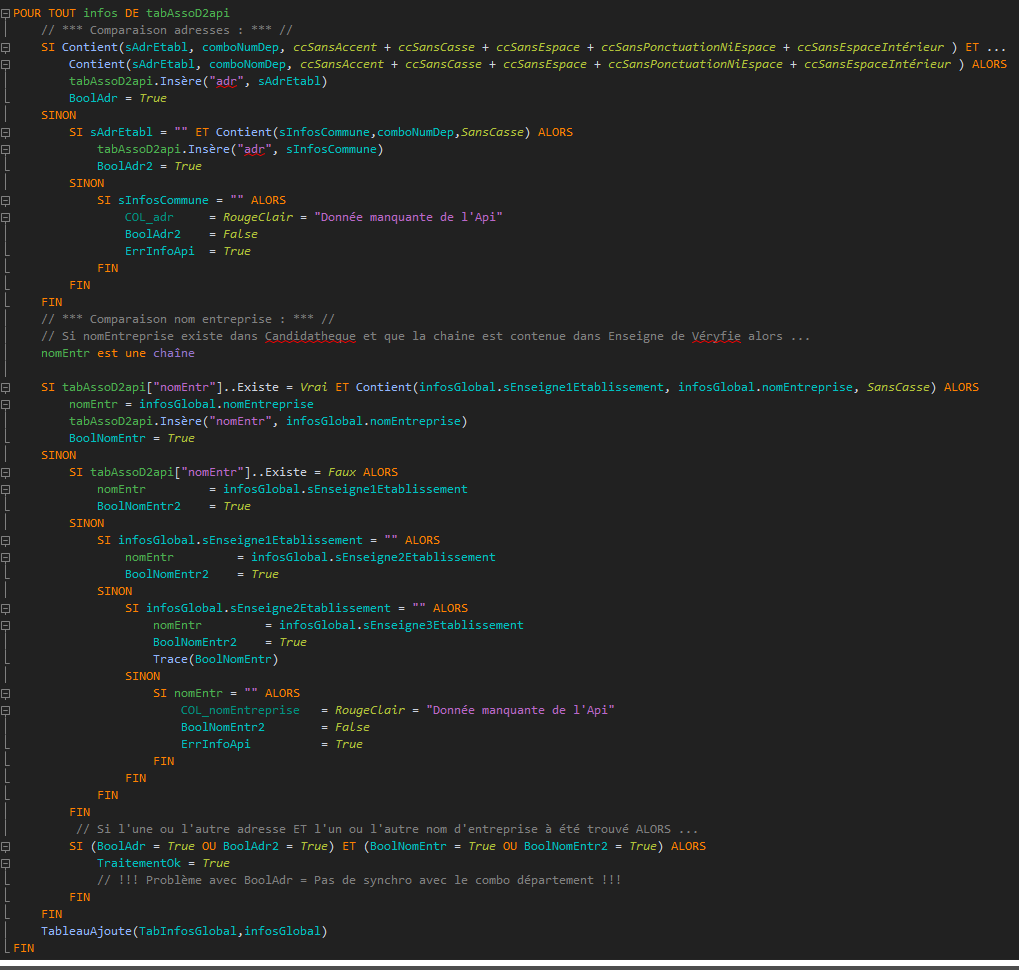 POUR TOUT infos DE tabAssoD2api
// *** Comparaison adresses : *** //
SI Contient(sAdrEtabl, comboNumDep, ccSansAccent + ccSansCasse + ccSansEspace + ccSansPonctuationNiEspace + ccSansEspaceIntérieur ) ET ...
Contient(sAdrEtabl, comboNomDep, ccSansAccent + ccSansCasse + ccSansEspace + ccSansPonctuationNiEspace + ccSansEspaceIntérieur ) ALORS
tabAssoD2api.Insère("adr", sAdrEtabl)
BoolAdr = True
SINON
SI sAdrEtabl = "" ET Contient(sInfosCommune,comboNumDep,SansCasse) ALORS
tabAssoD2api.Insère("adr", sInfosCommune)
BoolAdr2 = True
SINON
SI sInfosCommune = "" ALORS
COL_adr = RougeClair = "Donnée manquante de l'Api"
BoolAdr2 = False
ErrInfoApi = True
FIN
FIN
FIN
// *** Comparaison nom entreprise : *** //
// Si nomEntreprise existe dans Candidatheque et que la chaine est contenue dans Enseigne de Véryfie alors ...
nomEntr est une chaîne
SI tabAssoD2api["nomEntr"]..Existe = Vrai ET Contient(infosGlobal.sEnseigne1Etablissement, infosGlobal.nomEntreprise, SansCasse) ALORS
nomEntr = infosGlobal.nomEntreprise
tabAssoD2api.Insère("nomEntr", infosGlobal.nomEntreprise)
BoolNomEntr = True
SINON
SI tabAssoD2api["nomEntr"]..Existe = Faux ALORS
nomEntr = infosGlobal.sEnseigne1Etablissement
BoolNomEntr2 = True
SINON
SI infosGlobal.sEnseigne1Etablissement = "" ALORS
nomEntr = infosGlobal.sEnseigne2Etablissement
BoolNomEntr2 = True
SINON
SI infosGlobal.sEnseigne2Etablissement = "" ALORS
nomEntr = infosGlobal.sEnseigne3Etablissement
BoolNomEntr2 = True
Trace(BoolNomEntr)
SINON
SI nomEntr = "" ALORS
COL_nomEntreprise = RougeClair = "Donnée manquante de l'Api"
BoolNomEntr2 = False
ErrInfoApi = True
FIN
FIN
FIN
FIN
// Si l'une ou l'autre adresse ET l'un ou l'autre nom d'entreprise à été trouvé ALORS ...
SI (BoolAdr = True OU BoolAdr2 = True) ET (BoolNomEntr = True OU BoolNomEntr2 = True) ALORS
TraitementOk = True
// !!! Problème avec BoolAdr = Pas de synchro avec le combo département !!!
FIN
FIN
TableauAjoute(TabInfosGlobal,infosGlobal)
FIN